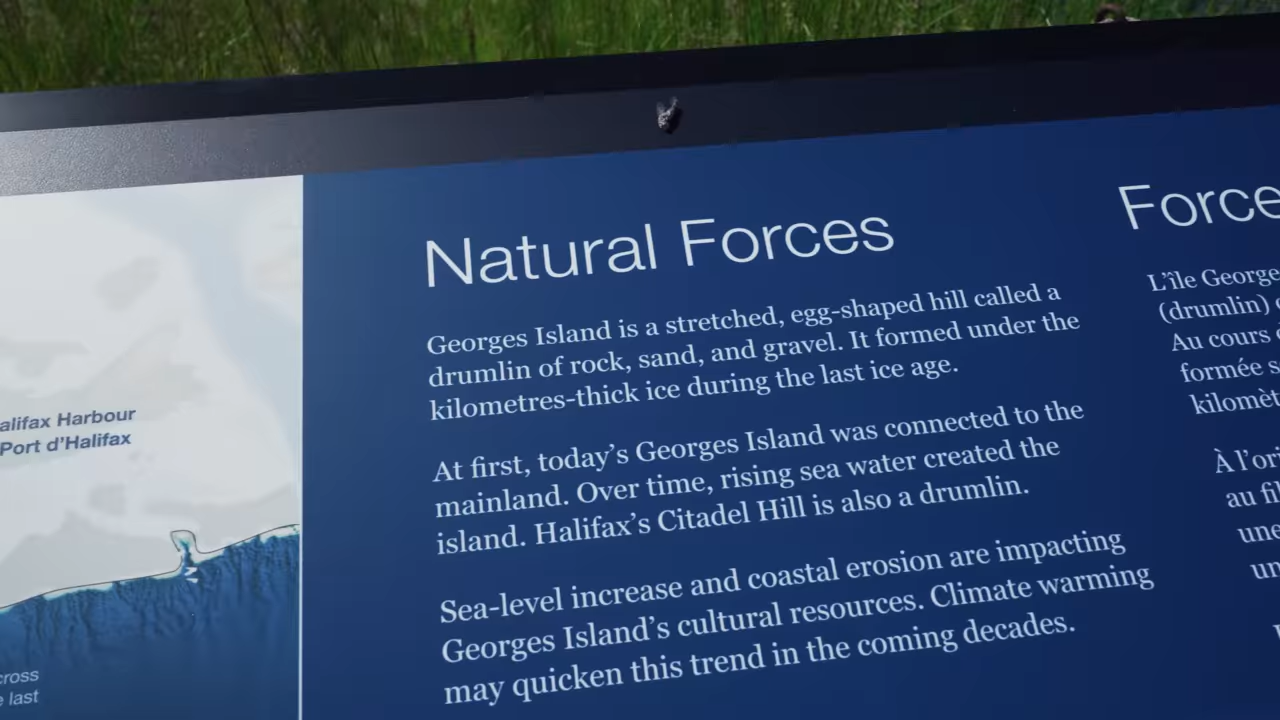 Natural Forces
Georges Island is a stretched, egg-shaped hill called a
drumlin of rock, sand, and gravel. It formed under the
kilometres-thick ice during the last ice age.
At first, today’s Georges Island was connected to the
mainland. Over time, rising sea water created the
island. Halifax’s Citadel Hill is also a drumlin.
Sea-level increase and coastal erosion are impacting
Georges Island’s cultural resources. Climate warming
may quicken this trend in the coming decades.
Force
L’île George
(drumlin)
Au cours
formée s
kilomèt
À l’ori
au fil
une
un
alifax Harbour
Port d’Halifax
cross
e last